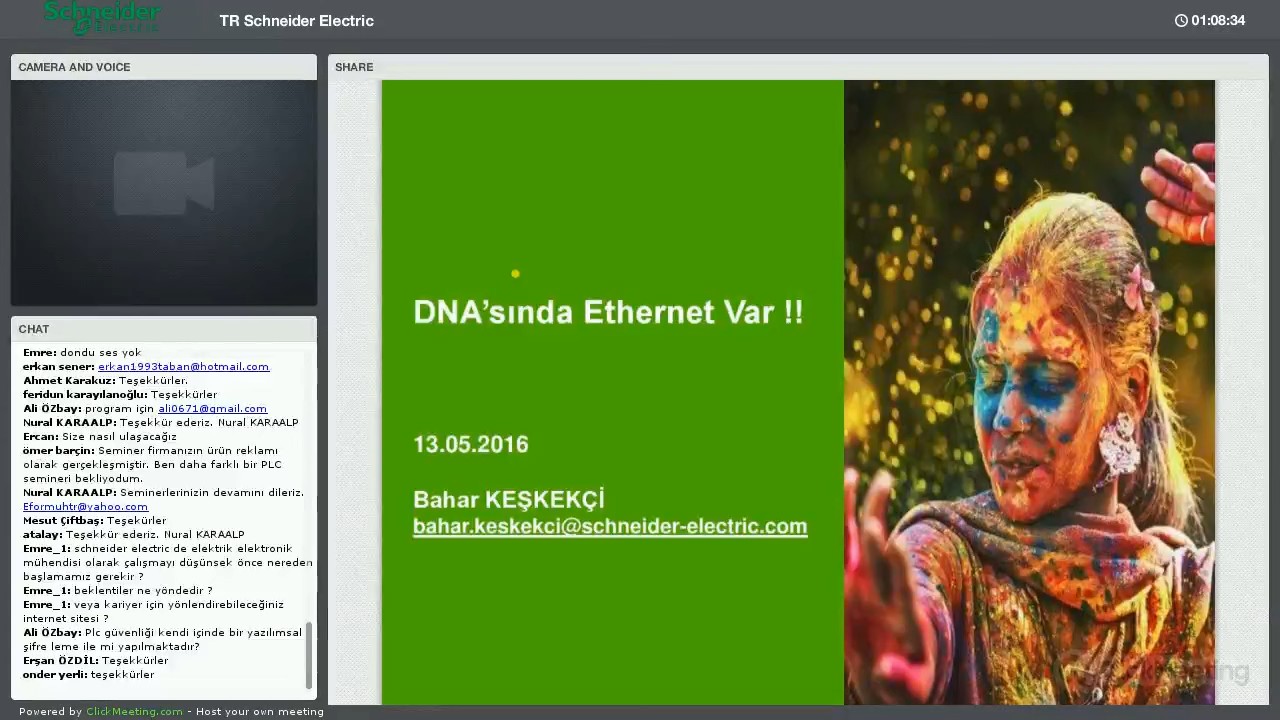 Schneider
Electric
TR Schneider Electric
01:08:34
CAMERA AND VOICE
SHARE
CHAT
Emre: dondu ses yok
erkan sener: erkan1993taban@hotmail.com
Ahmet Karakuz: Teşekkürler.
feridun karayılanoğlu: Teşekkürler
Ali ÖZbay: program için ali0671@gmail.com
Nural KARAALP: Teşekkür ederiz. Nural KARAALP
Ercan: Size nasıl ulaşacağız
ömer barşın: Seminer firmanızın ürün reklamı
olarak gerçekleşmiştir. Ben daha farklı bir PLC
semineri bekliyodum.
Nural KARAALP: Seminerlerinizin devamını dileriz.
Eformuhtr@yahoo.com
Mesut Çiftbaş: Teşekürler
atalay: Teşekkür ederiz. Nural KARAALP
Emre_1: schneider electric de elektrik elektronik
mühendisi olarak çalışmayı düşünsek önce nereden
başlamamız gerekir ?
Emre_1: beklentiler ne yöndedir ?
Emre_1: veya kariyer için yönlendirebileceğiniz
internet sitesi ?
Ali ÖZbay: Plc güvenliği kendi içinde bir yazılımsal
şifre leme ile mi yapılmaktadır?
Erşan ÖZDİL: Teşekkürler
onder yerli: teşekkürler
DNA’sında Ethernet Var !!
13.05.2016
Bahar KEŞKEKÇİ
bahar.keskekci@schneider-electric.com
Powered by ClickMeeting.com - Host your own meeting